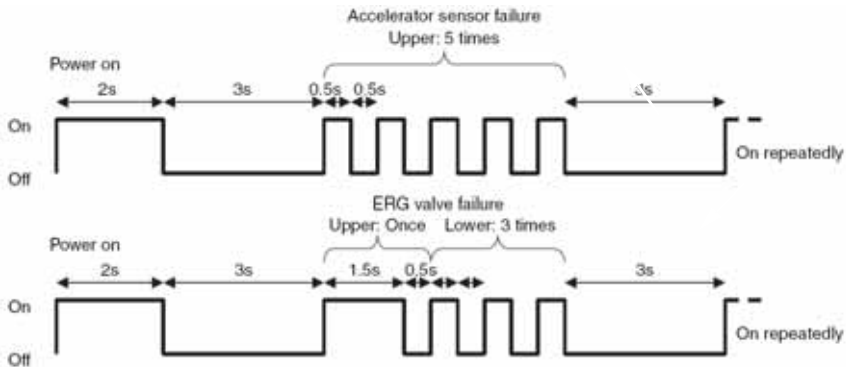 Accelerator sensor failure
Upper: 5 times
Power on
2s 3s 0.5s 0.5s
On
Off
On repeatedly
ERG valve failure
Upper: Once Lower: 3 times
Power on
2s 3s 1.5s 0.5s 3s
On
Off
On repeatedly